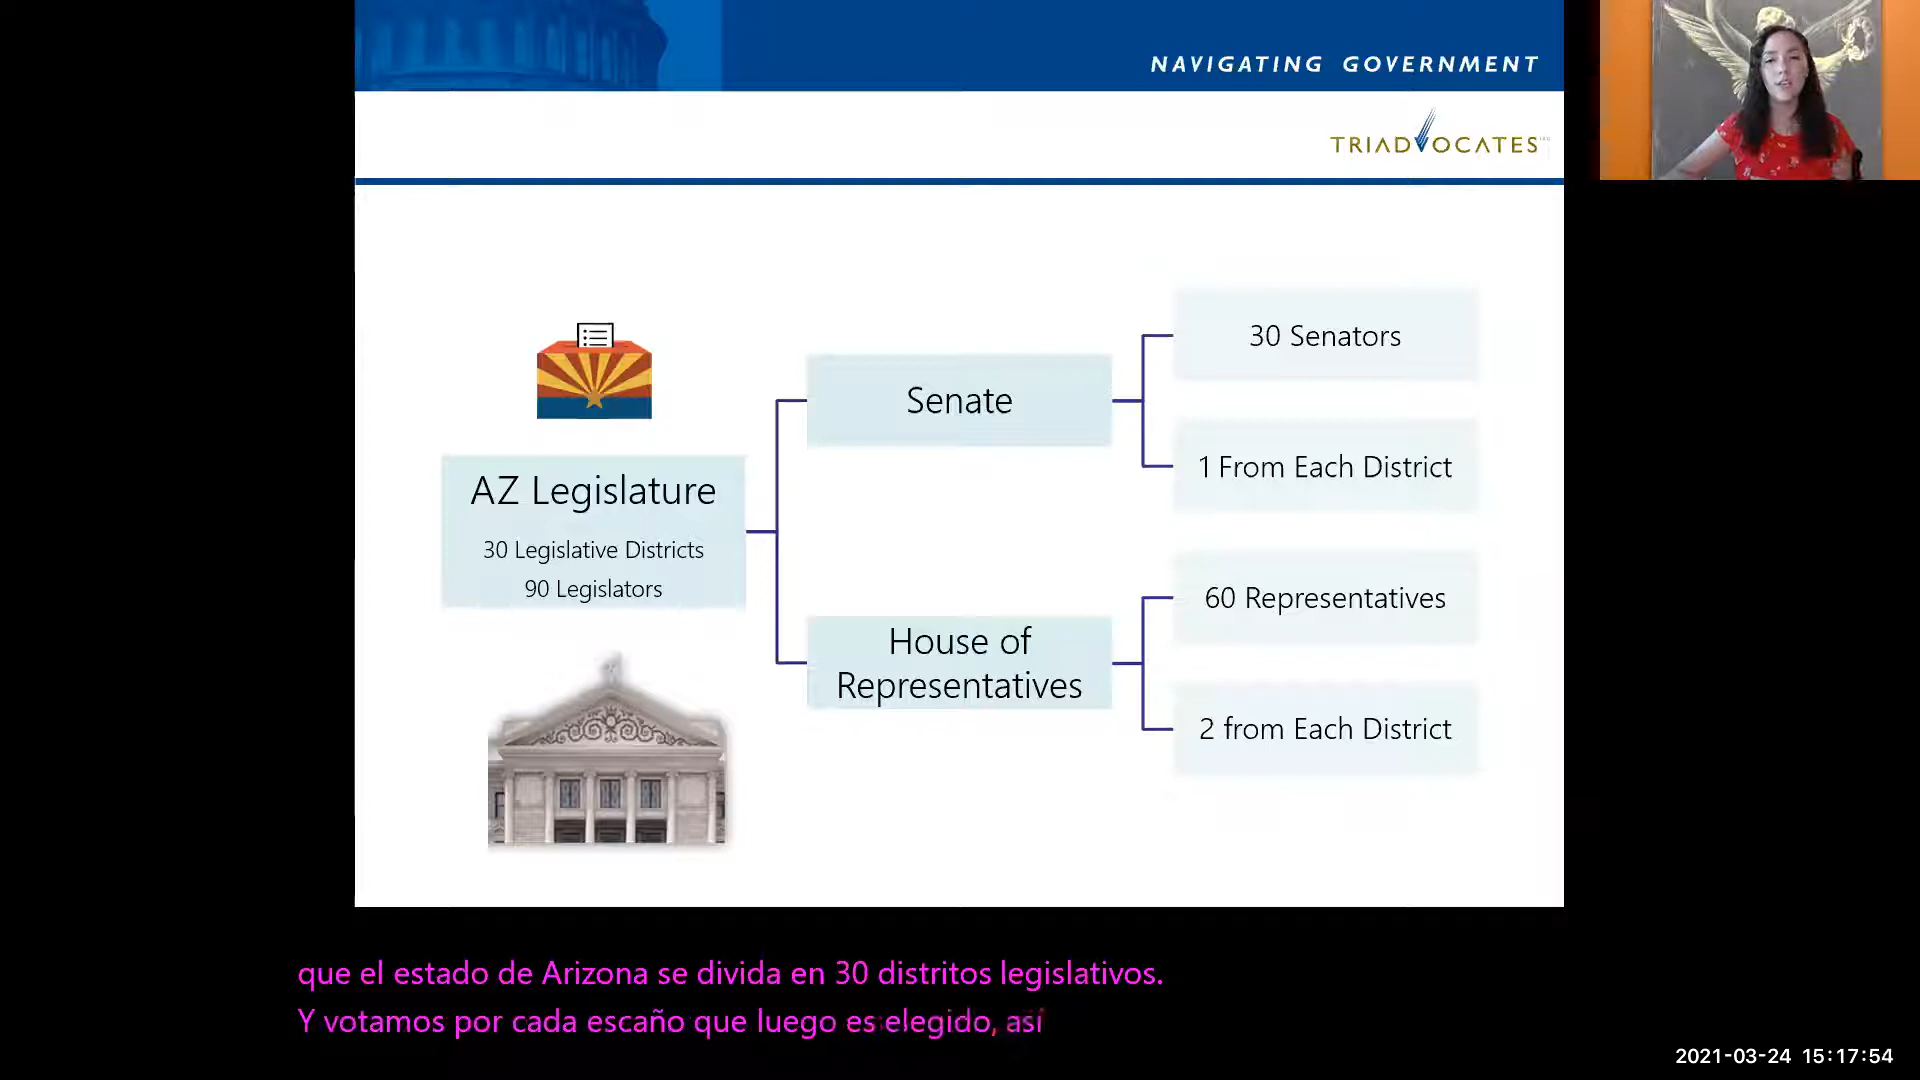 NAVIGATING GOVERNMENT
TRIADVOCATES
AZ Legislature
30 Legislative Districts
90 Legislators
Senate
30 Senators
1 From Each District
House of
Representatives
60 Representatives
2 from Each District
que el estado de Arizona se divida en 30 distritos legislativos.
Y votamos por cada escaño que luego es elegido, así
2021-03-24 15:17:54